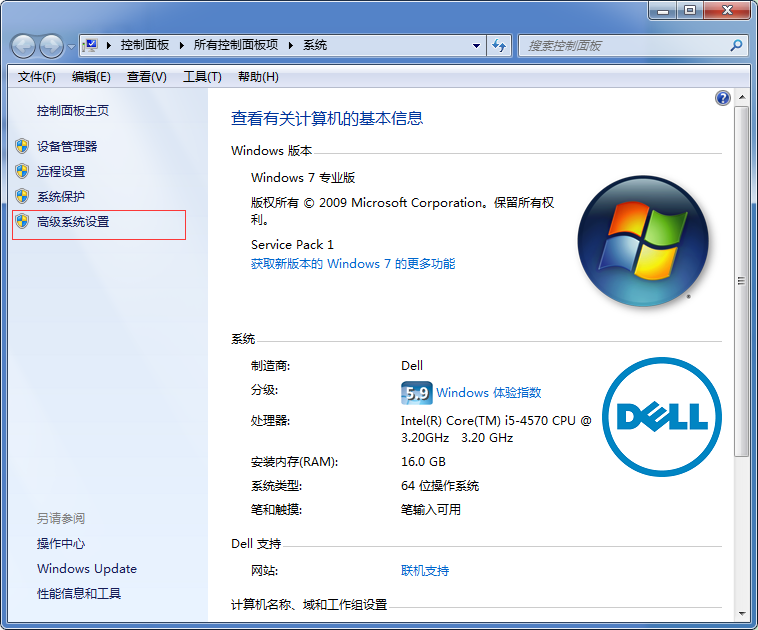 控制面板 ▸ 所有控制面板项 ▸ 系统
搜索控制面板
文件(F) 编辑(E) 查看(V) 工具(T) 帮助(H)
控制面板主页
设备管理器
远程设置
系统保护
高级系统设置
另请参阅
操作中心
Windows Update
性能信息和工具
查看有关计算机的基本信息
Windows 版本
Windows 7 专业版
版权所有 © 2009 Microsoft Corporation。保留所有权
利。
Service Pack 1
获取新版本的 Windows 7 的更多功能
系统
制造商: Dell
分级: 5.9 Windows 体验指数
处理器: Intel(R) Core(TM) i5-4570 CPU @
3.20GHz 3.20 GHz
安装内存(RAM): 16.0 GB
系统类型: 64 位操作系统
笔和触摸: 笔输入可用
DELL
Dell 支持
网站: 联机支持
计算机名称、域和工作组设置